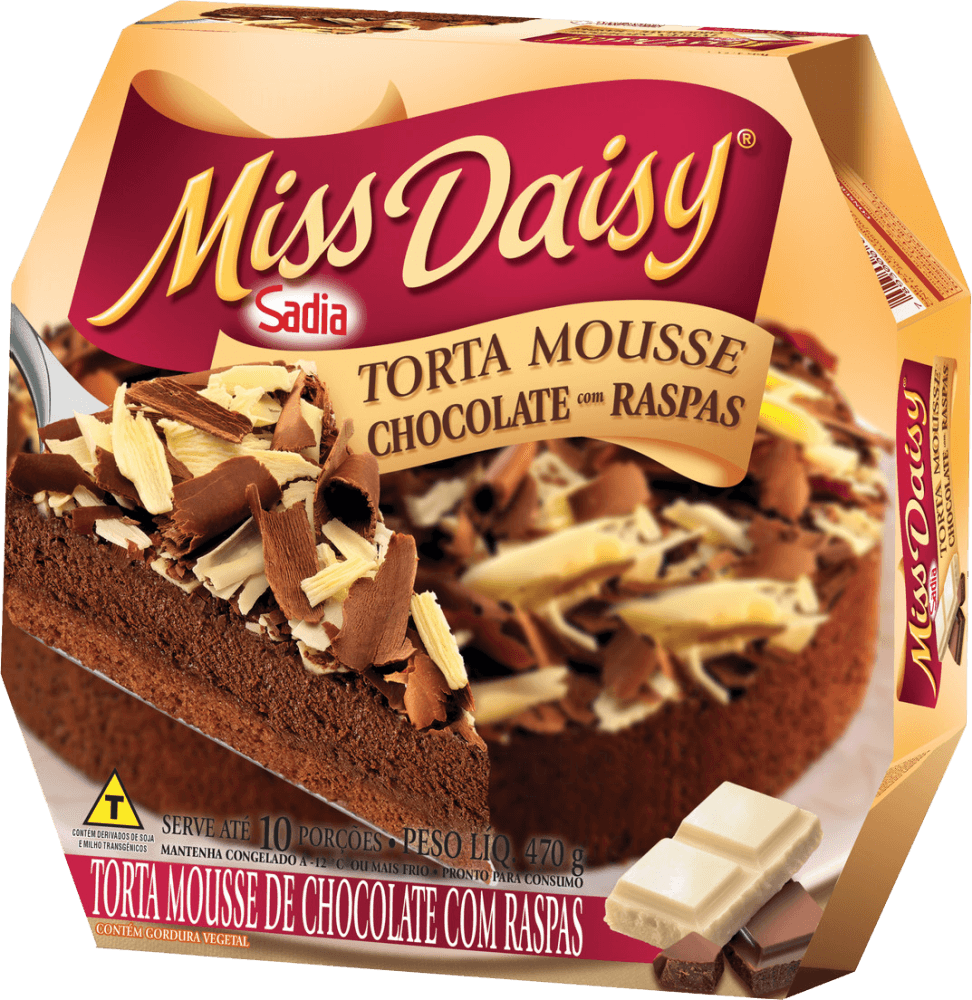 Miss Daisy®
Sadia
TORTA MOUSSE
CHOCOLATE com RASPAS
Miss Daisy®
Sadia
TORTA MOUSSE
CHOCOLATE com RASPAS
T
CONTÉM DERIVADOS DE SOJA
E MILHO TRANSGÊNICOS
SERVE ATÉ 10 PORÇÕES • PESO LÍQ. 470 g
MANTENHA CONGELADO A -12 °C OU MAIS FRIO • PRONTO PARA CONSUMO
TORTA MOUSSE DE CHOCOLATE COM RASPAS
CONTÉM GORDURA VEGETAL